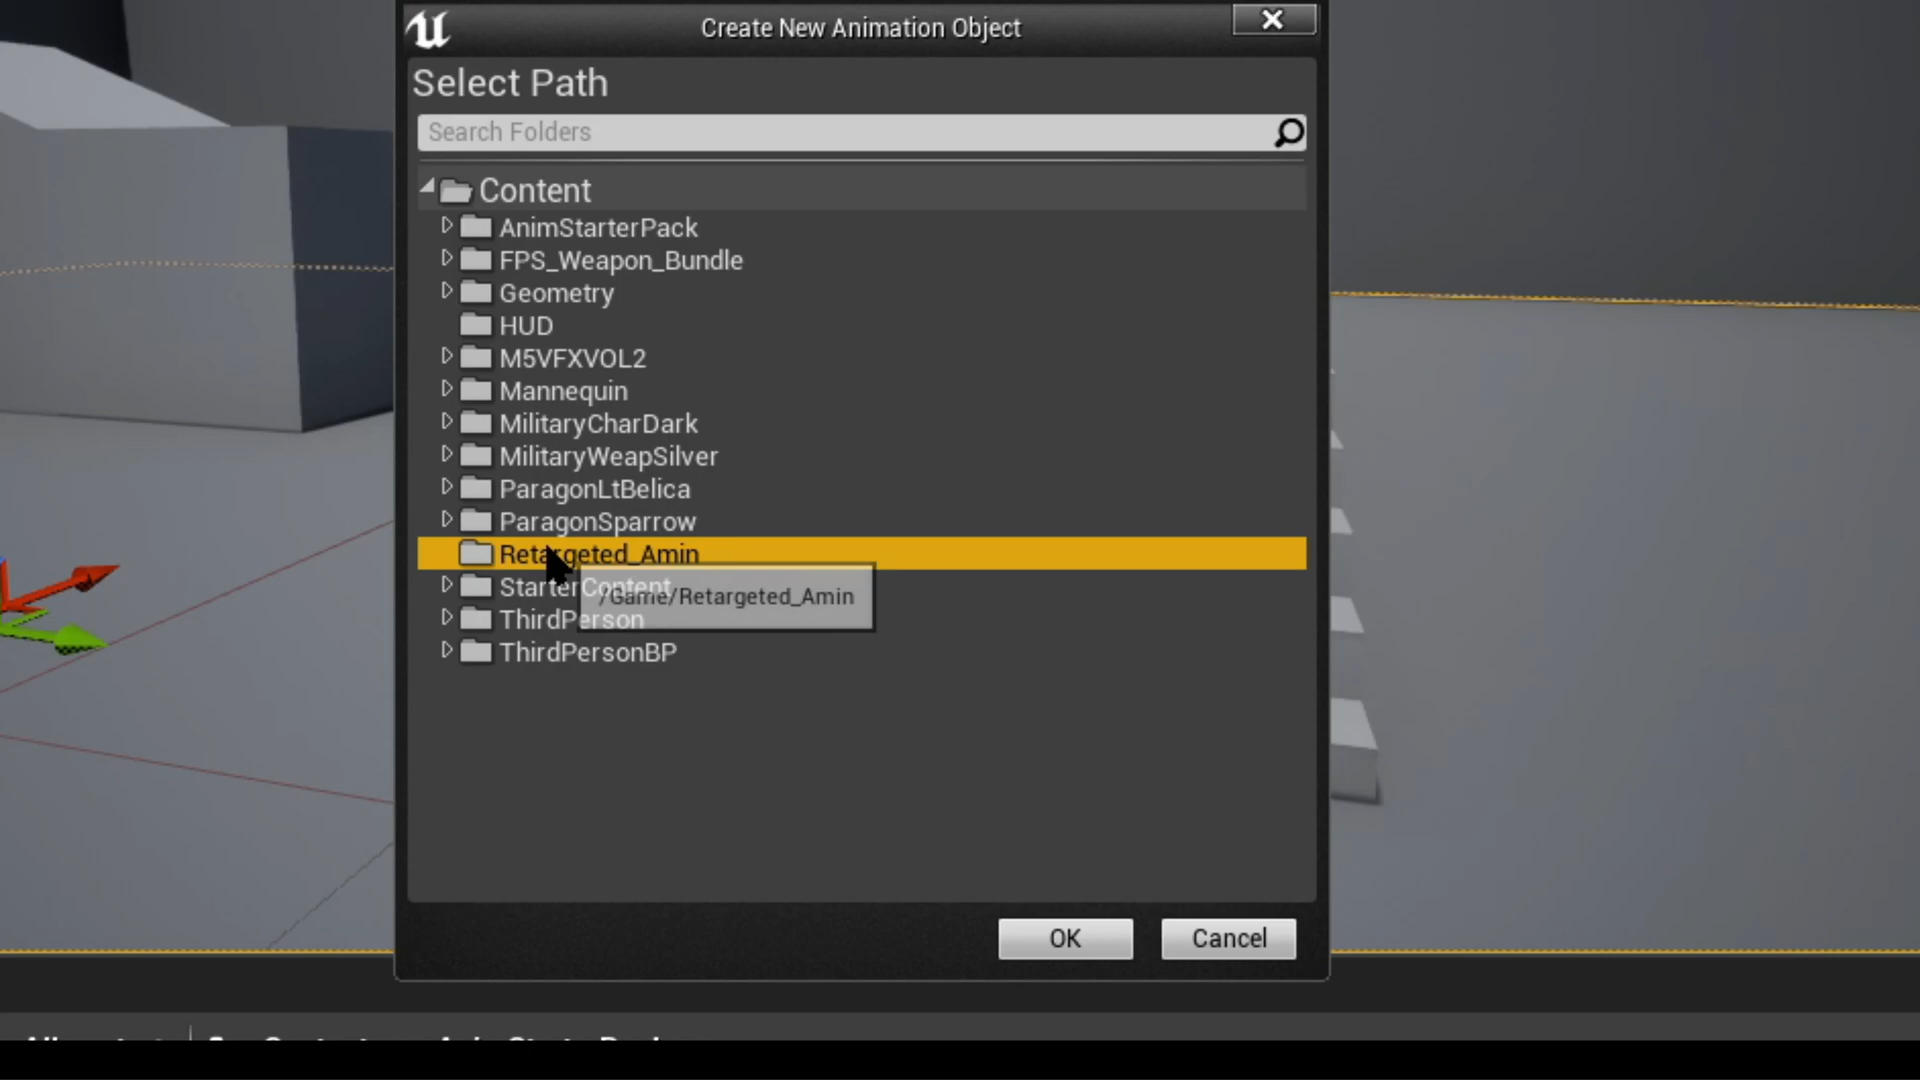 Create New Animation Object
Select Path
Search Folders
Content
AnimStarterPack
FPS_Weapon_Bundle
Geometry
HUD
M5VFXVOL2
Mannequin
MilitaryCharDark
MilitaryWeapSilver
ParagonLtBelica
ParagonSparrow
Retargeted_Amin
StarterContent
/Game/Retargeted_Amin
ThirdPerson
ThirdPersonBP
OK Cancel